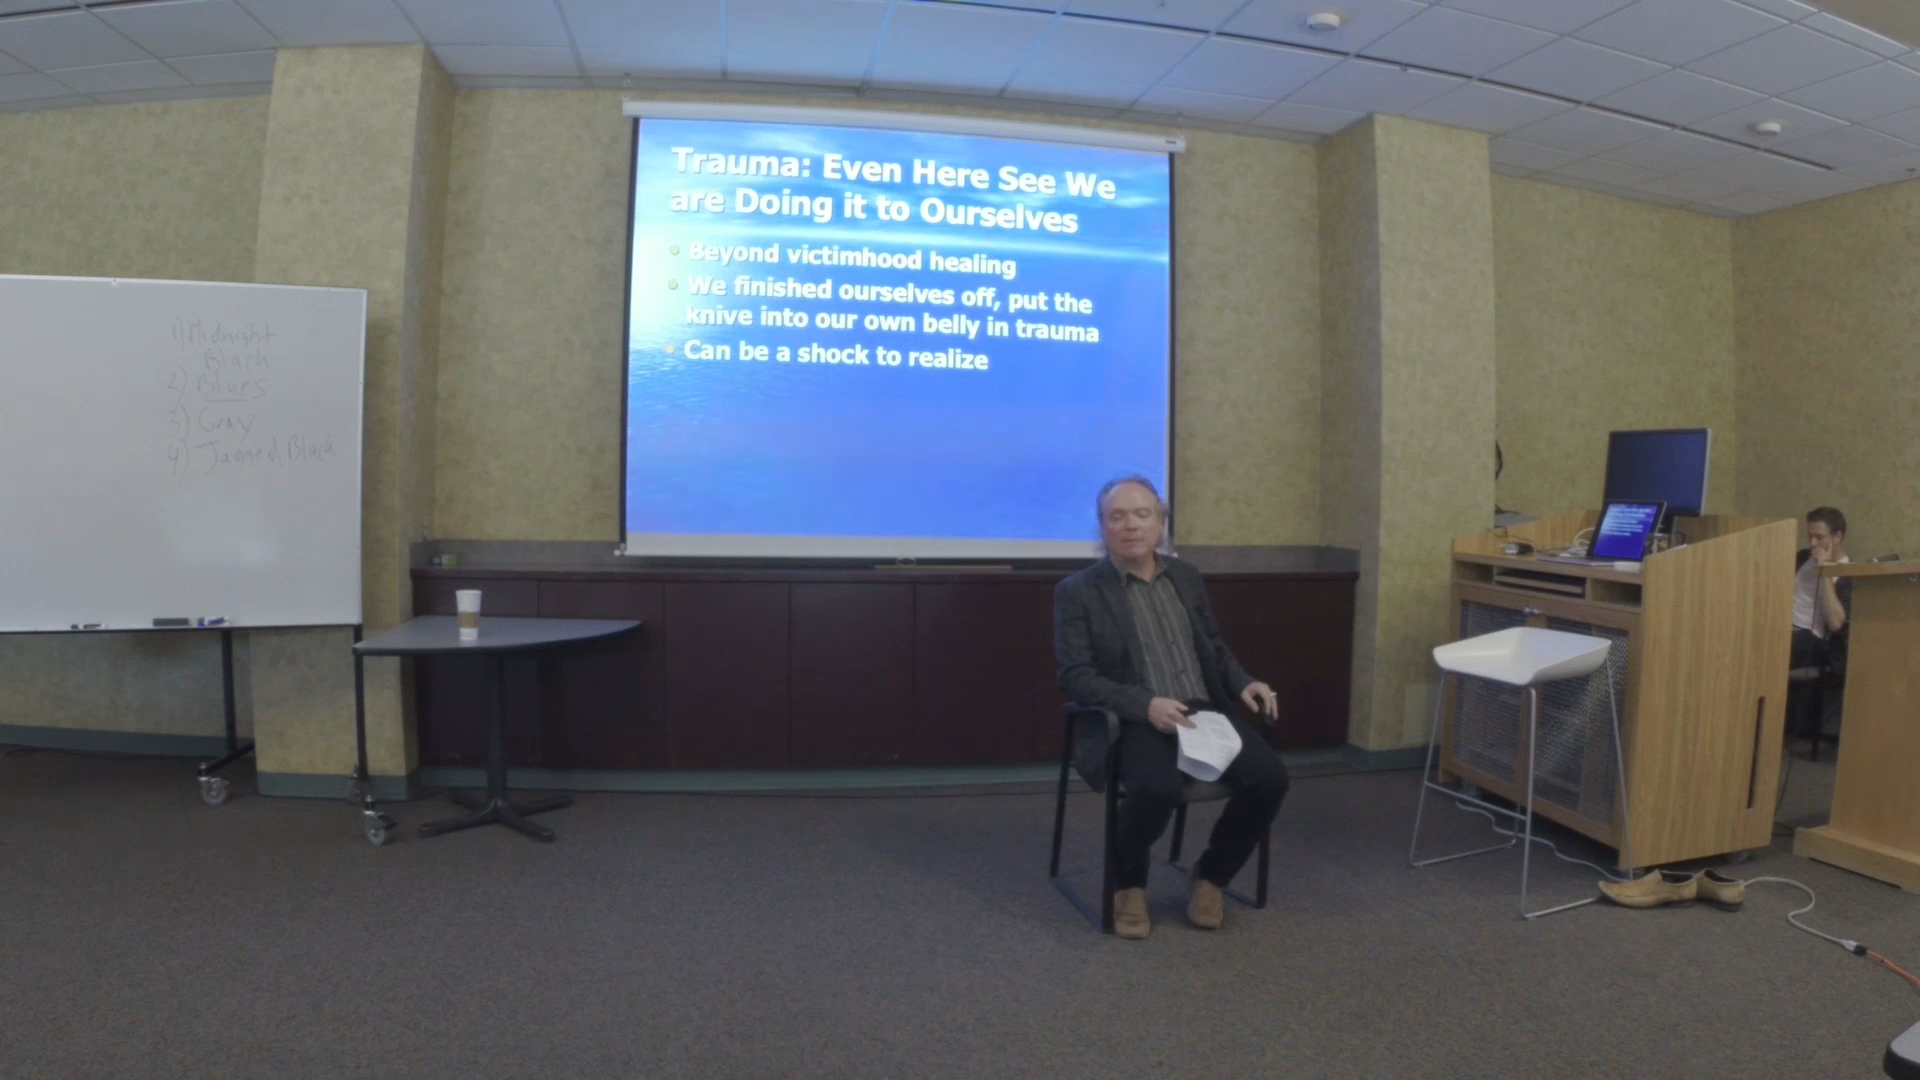 Trauma: Even Here See We
are Doing it to Ourselves
• Beyond victimhood healing
• We finished ourselves off, put the
knive into our own belly in trauma
• Can be a shock to realize
1) Midnight
Black
2) Blues
3) Gray
4) Jagged Black